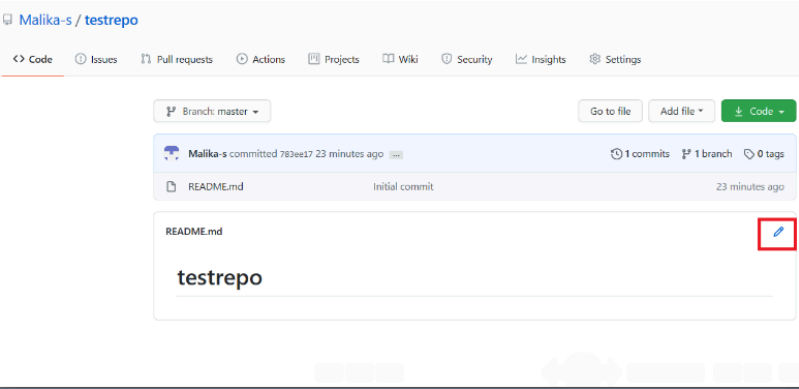 Malika-s / testrepo
<> Code Issues Pull requests Actions Projects Wiki Security Insights Settings
Branch: master Go to file Add file Code
Malika-s committed 783ee17 23 minutes ago ... 1 commits 1 branch 0 tags
README.md Initial commit 23 minutes ago
README.md
testrepo